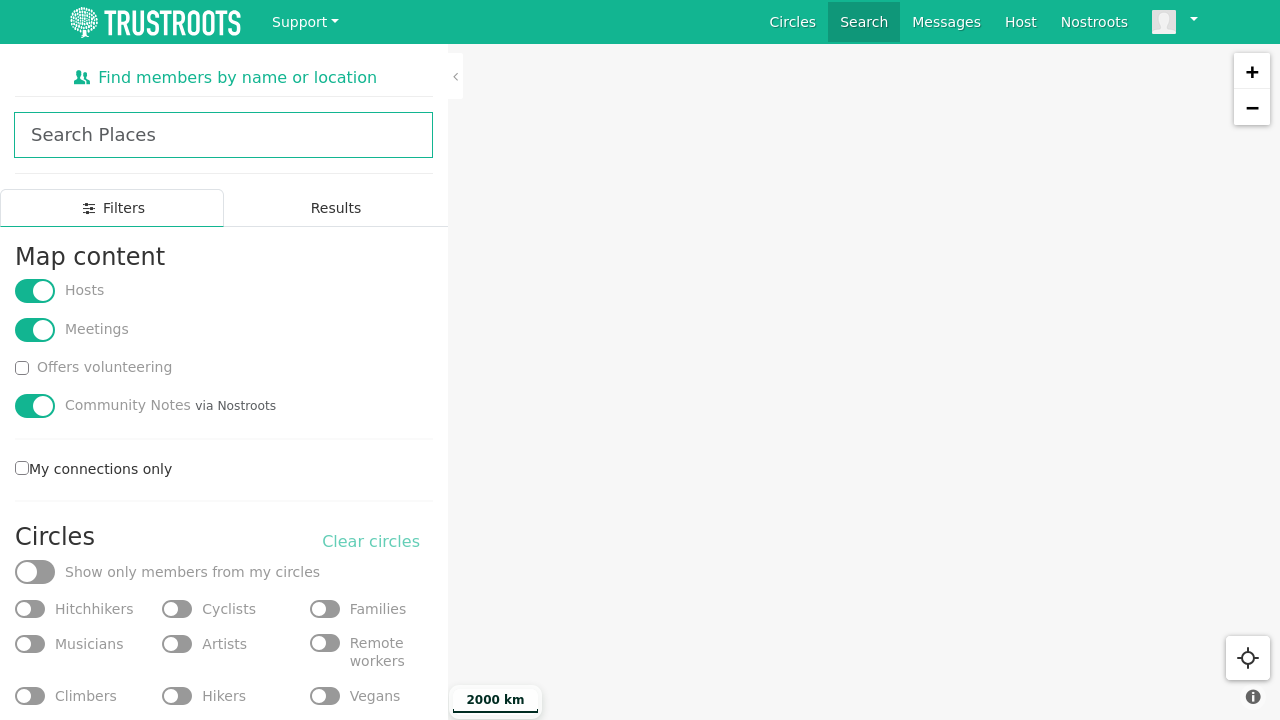 TRUSTROOTS
Support
Circles
Search
Messages
Host
Nostroots
Find members by name or location
Search Places
Filters
Results
Map content
Hosts
Meetings
Offers volunteering
Community Notes via Nostroots
My connections only
Circles
Clear circles
Show only members from my circles
Hitchhikers
Cyclists
Families
Musicians
Artists
Remote
workers
Climbers
Hikers
Vegans
+
−
2000 km